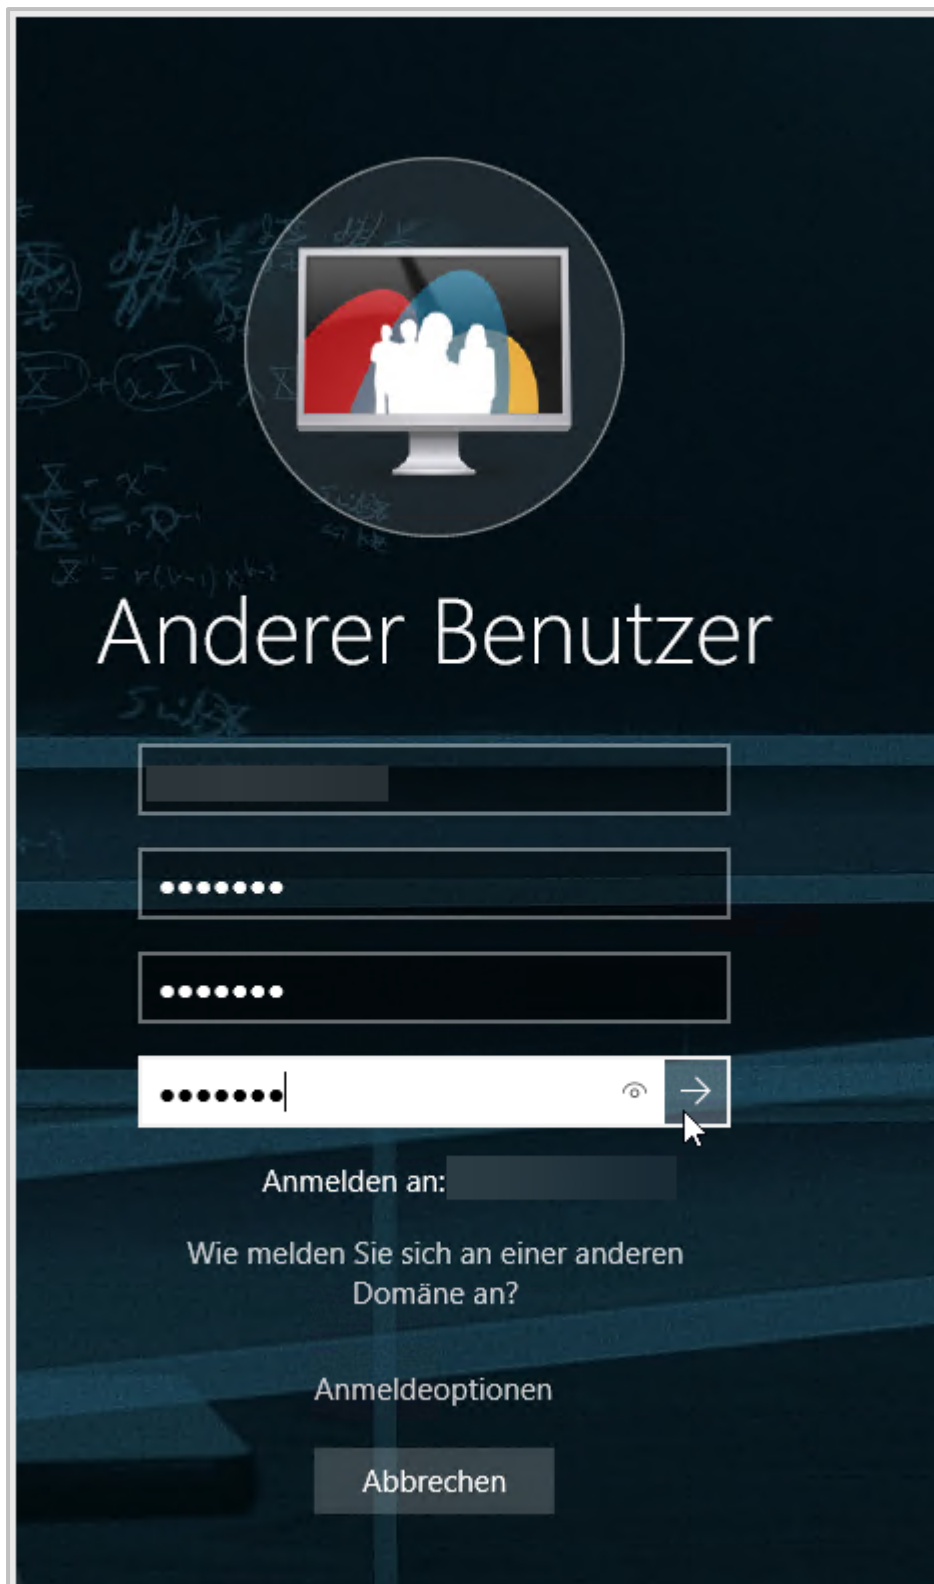 Anderer Benutzer
•••••••
•••••••
•••••••
Anmelden an:
Wie melden Sie sich an einer anderen
Domäne an?
Anmeldeoptionen
Abbrechen